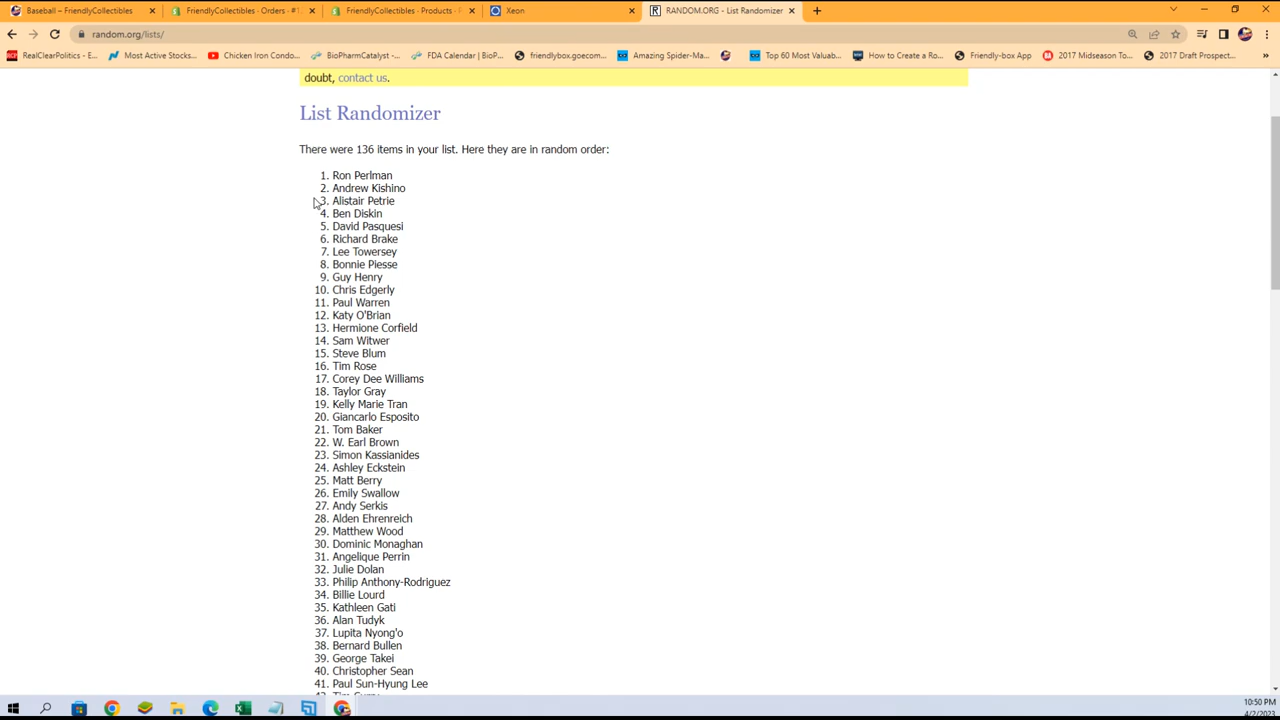 Baseball – FriendlyCollectibles
FriendlyCollectibles - Orders - #1
FriendlyCollectibles - Products -
Xeon
RANDOM.ORG - List Randomizer
random.org/lists/
RealClearPolitics - E...
Most Active Stocks...
Chicken Iron Condo...
BioPharmCatalyst -...
FDA Calendar | BioP...
friendlybox.goecom...
Amazing Spider-Ma...
Top 60 Most Valuab...
How to Create a Ro...
Friendly-box App
2017 Midseason To...
2017 Draft Prospect...
doubt, contact us.
List Randomizer
There were 136 items in your list. Here they are in random order:
1. Ron Perlman
2. Andrew Kishino
3. Alistair Petrie
4. Ben Diskin
5. David Pasquesi
6. Richard Brake
7. Lee Towersey
8. Bonnie Piesse
9. Guy Henry
10. Chris Edgerly
11. Paul Warren
12. Katy O'Brian
13. Hermione Corfield
14. Sam Witwer
15. Steve Blum
16. Tim Rose
17. Corey Dee Williams
18. Taylor Gray
19. Kelly Marie Tran
20. Giancarlo Esposito
21. Tom Baker
22. W. Earl Brown
23. Simon Kassianides
24. Ashley Eckstein
25. Matt Berry
26. Emily Swallow
27. Andy Serkis
28. Alden Ehrenreich
29. Matthew Wood
30. Dominic Monaghan
31. Angelique Perrin
32. Julie Dolan
33. Philip Anthony-Rodriguez
34. Billie Lourd
35. Kathleen Gati
36. Alan Tudyk
37. Lupita Nyong'o
38. Bernard Bullen
39. George Takei
40. Christopher Sean
41. Paul Sun-Hyung Lee
10:50 PM
4/2/2023